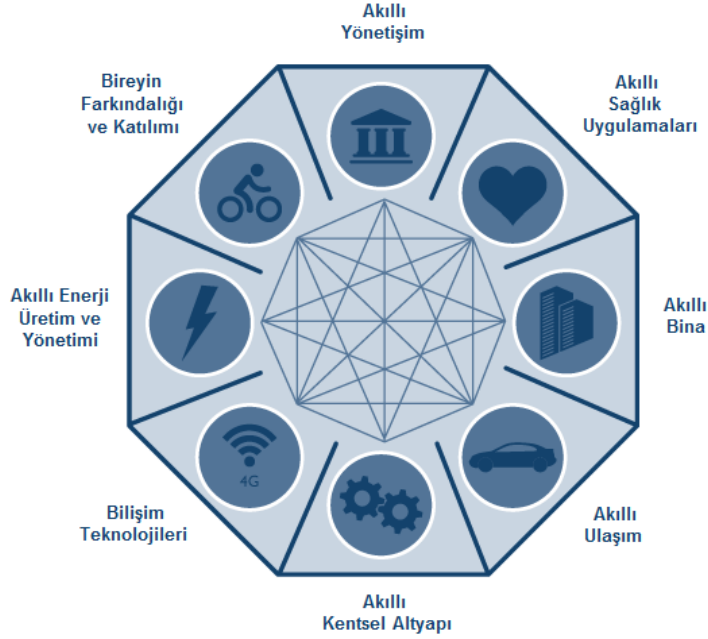 Akıllı
Yönetişim
Akıllı
Sağlık
Uygulamaları
Akıllı
Bina
Akıllı
Ulaşım
Akıllı
Kentsel Altyapı
Bilişim
Teknolojileri
4G
Akıllı Enerji
Üretim ve
Yönetimi
Bireyin
Farkındalığı
ve Katılımı